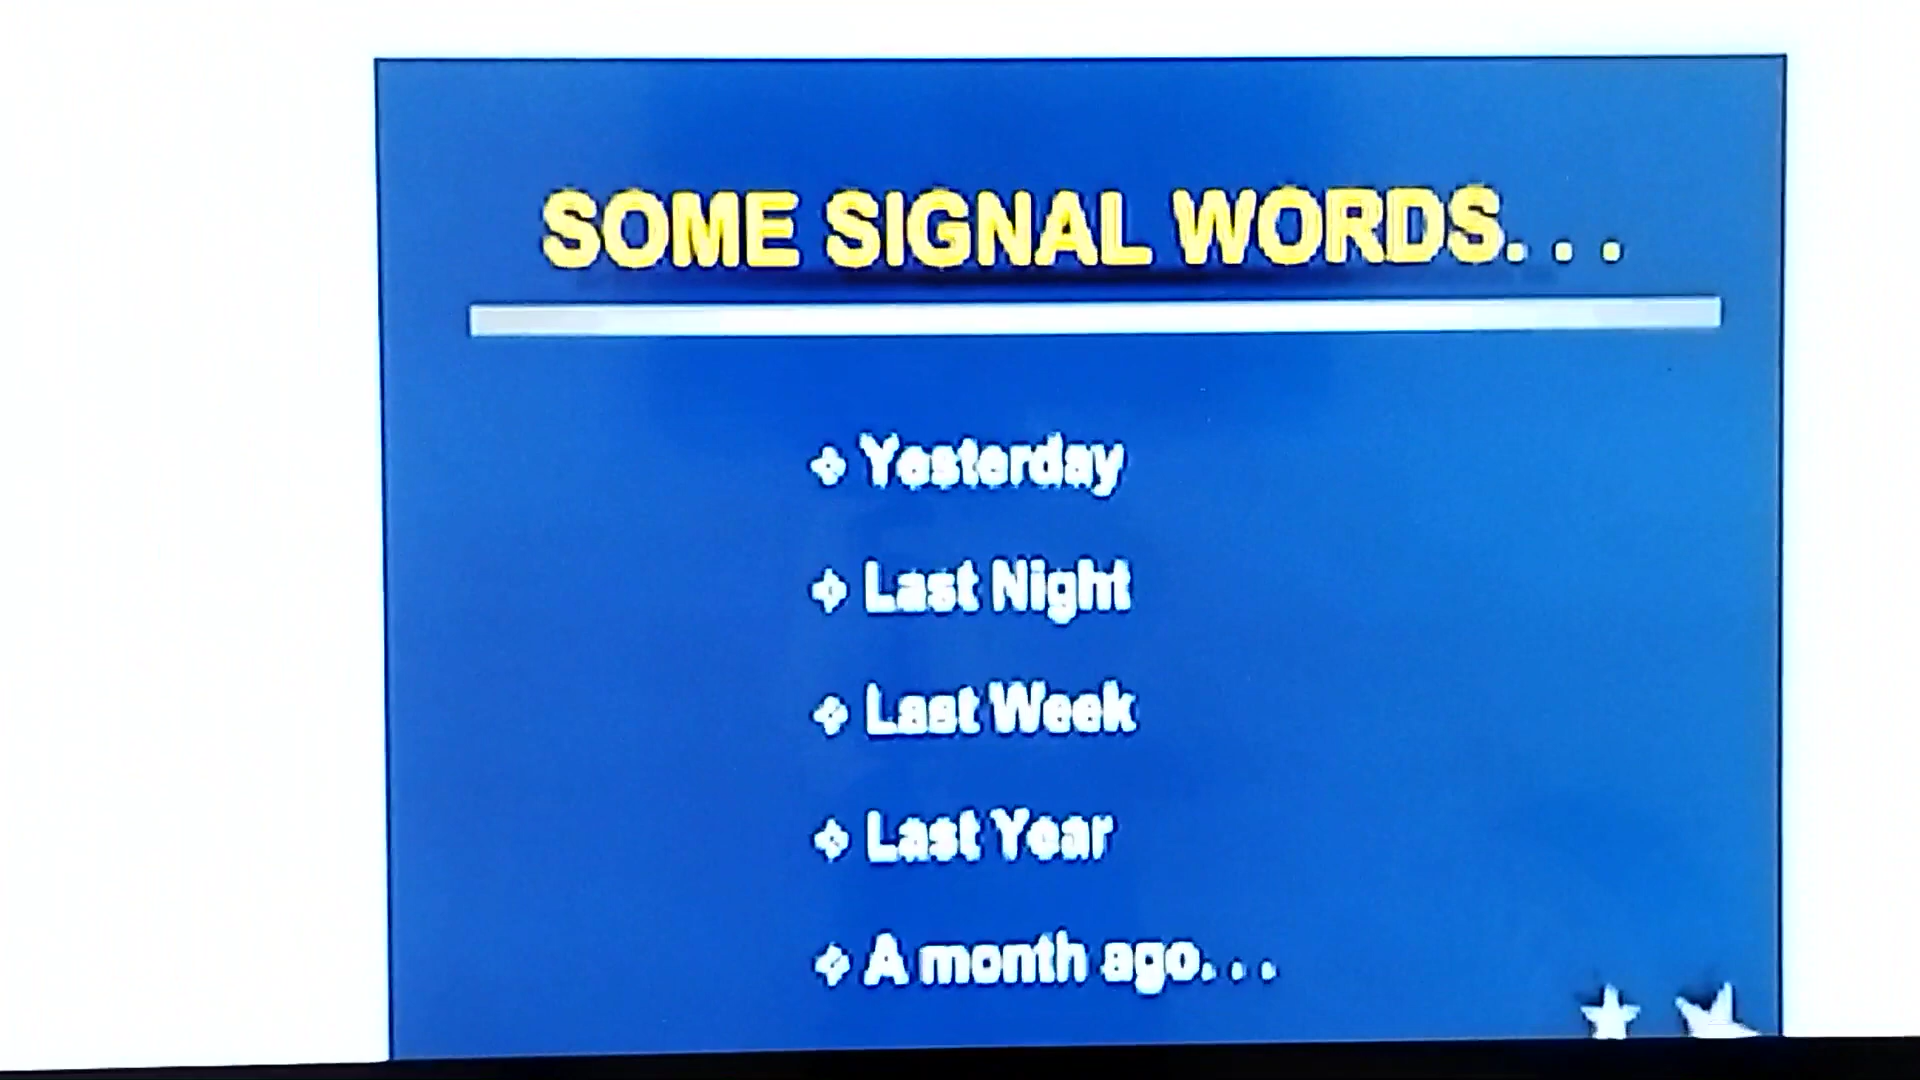 SOME SIGNAL WORDS. . .
Yesterday
Last Night
Last Week
Last Year
A month ago. . .